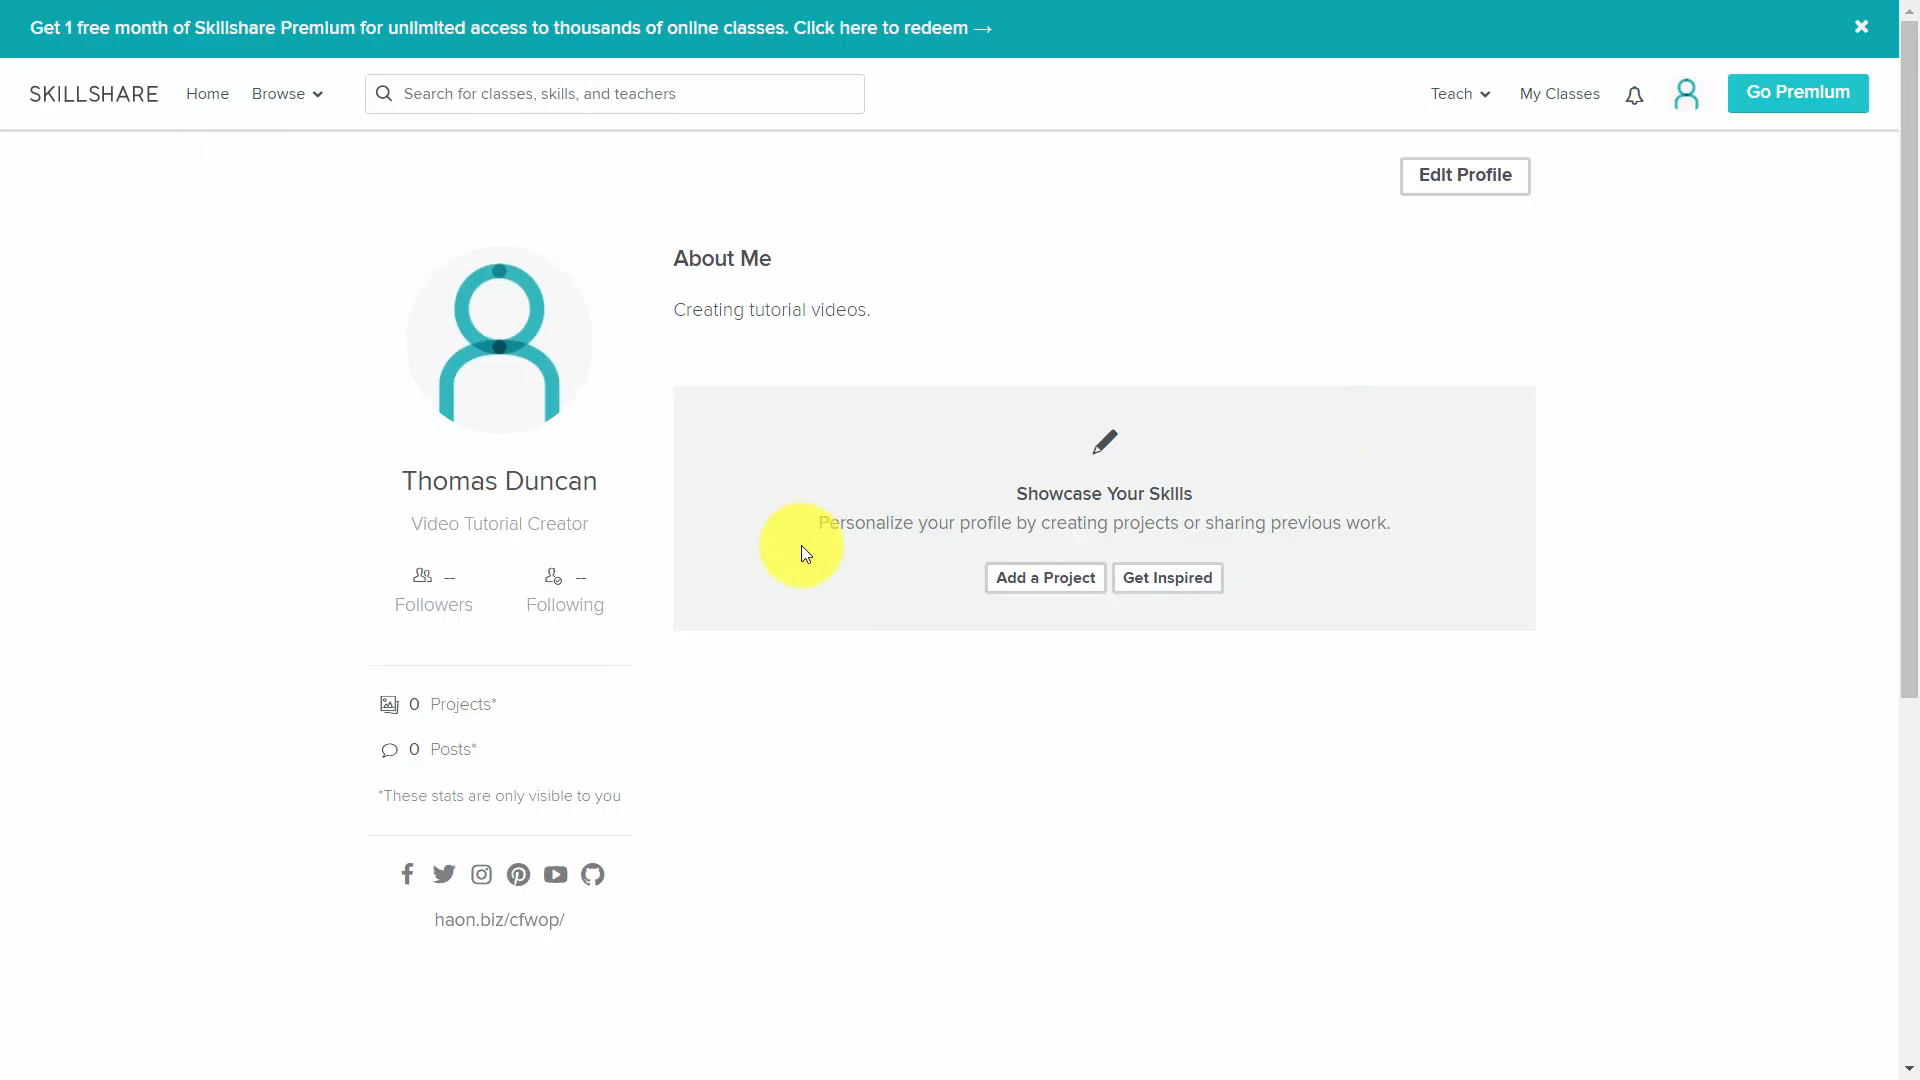 Get 1 free month of Skillshare Premium for unlimited access to thousands of online classes. Click here to redeem →
SKILLSHARE Home Browse Search for classes, skills, and teachers Teach My Classes Go Premium
Edit Profile
About Me
Creating tutorial videos.
Thomas Duncan
Video Tutorial Creator
-- Followers
-- Following
Showcase Your Skills
Personalize your profile by creating projects or sharing previous work.
Add a Project Get Inspired
0 Projects*
0 Posts*
*These stats are only visible to you
haon.biz/cfwop/